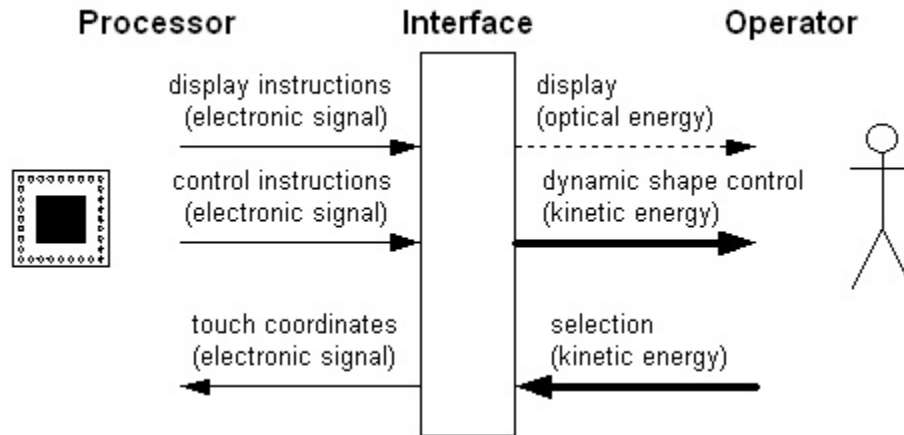 Processor
Interface
Operator
display instructions
(electronic signal)
display
(optical energy)
control instructions
(electronic signal)
dynamic shape control
(kinetic energy)
touch coordinates
(electronic signal)
selection
(kinetic energy)